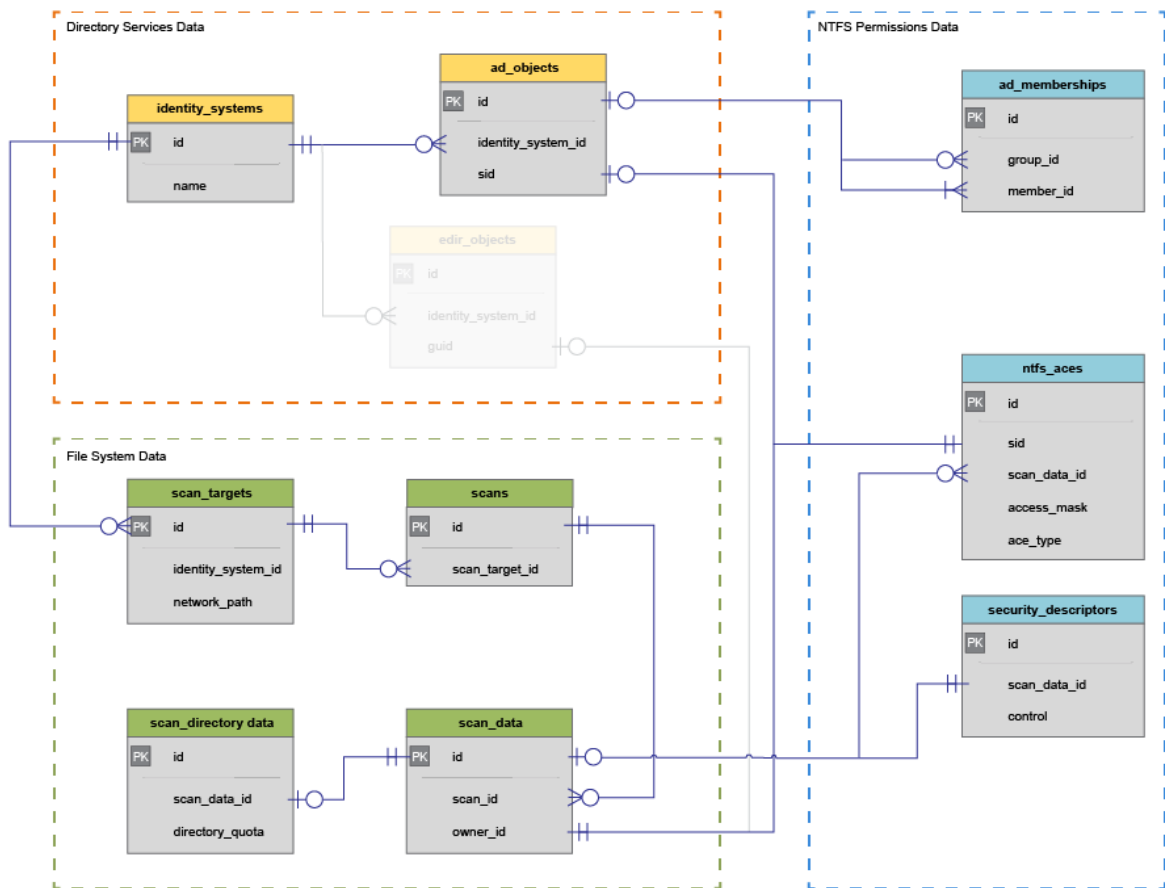 Directory Services Data
identity_systems
PK id
name
ad_objects
PK id
identity_system_id
sid
edir_objects
PK id
identity_system_id
guid
NTFS Permissions Data
ad_memberships
PK id
group_id
member_id
ntfs_aces
PK id
sid
scan_data_id
access_mask
ace_type
security_descriptors
PK id
scan_data_id
control
File System Data
scan_targets
PK id
identity_system_id
network_path
scans
PK id
scan_target_id
scan_directory data
PK id
scan_data_id
directory_quota
scan_data
PK id
scan_id
owner_id